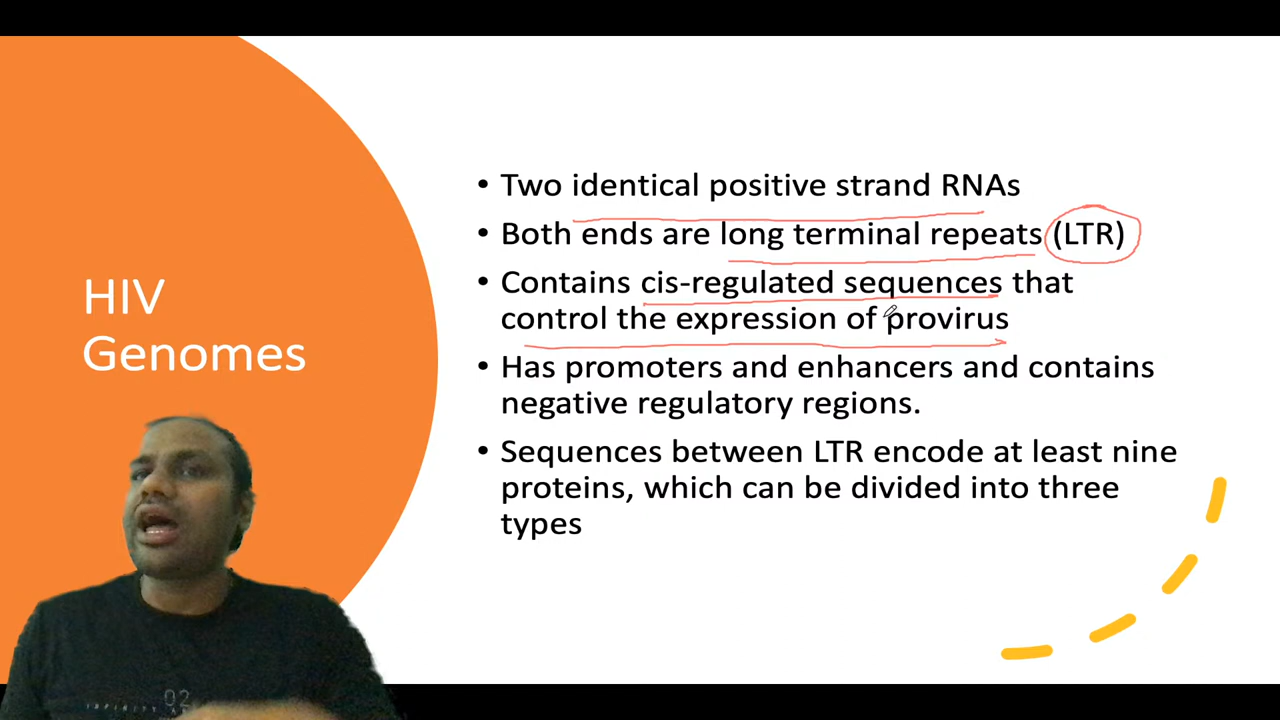 HIV
Genomes
• Two identical positive strand RNAs
• Both ends are long terminal repeats (LTR)
• Contains cis-regulated sequences that
control the expression of provirus
• Has promoters and enhancers and contains
negative regulatory regions.
• Sequences between LTR encode at least nine
proteins, which can be divided into three
types
02